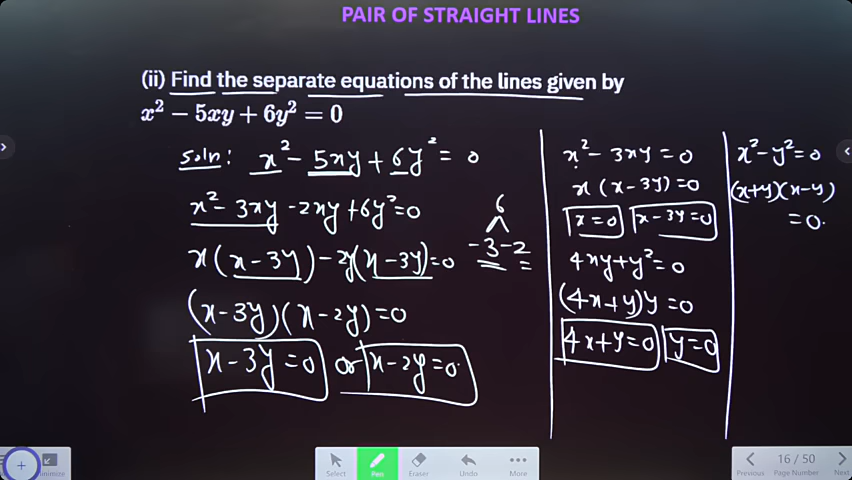 PAIR OF STRAIGHT LINES
(ii) Find the separate equations of the lines given by
x² − 5xy + 6y² = 0
Soln : x² − 5xy + 6y² = 0
x² − 3xy − 2xy + 6y² = 0
x(x − 3y) − 2y(x − 3y) = 0
(x − 3y)(x − 2y) = 0
x − 3y = 0 or x − 2y = 0.
6
−3 −2
x² − 3xy = 0
x(x − 3y) = 0
x = 0 x − 3y = 0
4xy + y² = 0
(4x + y)y = 0
4x + y = 0 y = 0
x² − y² = 0
(x+y)(x−y)
= 0.
Minimize
Select
Pen
Eraser
Undo
More
16 / 50
Previous Page Number Next